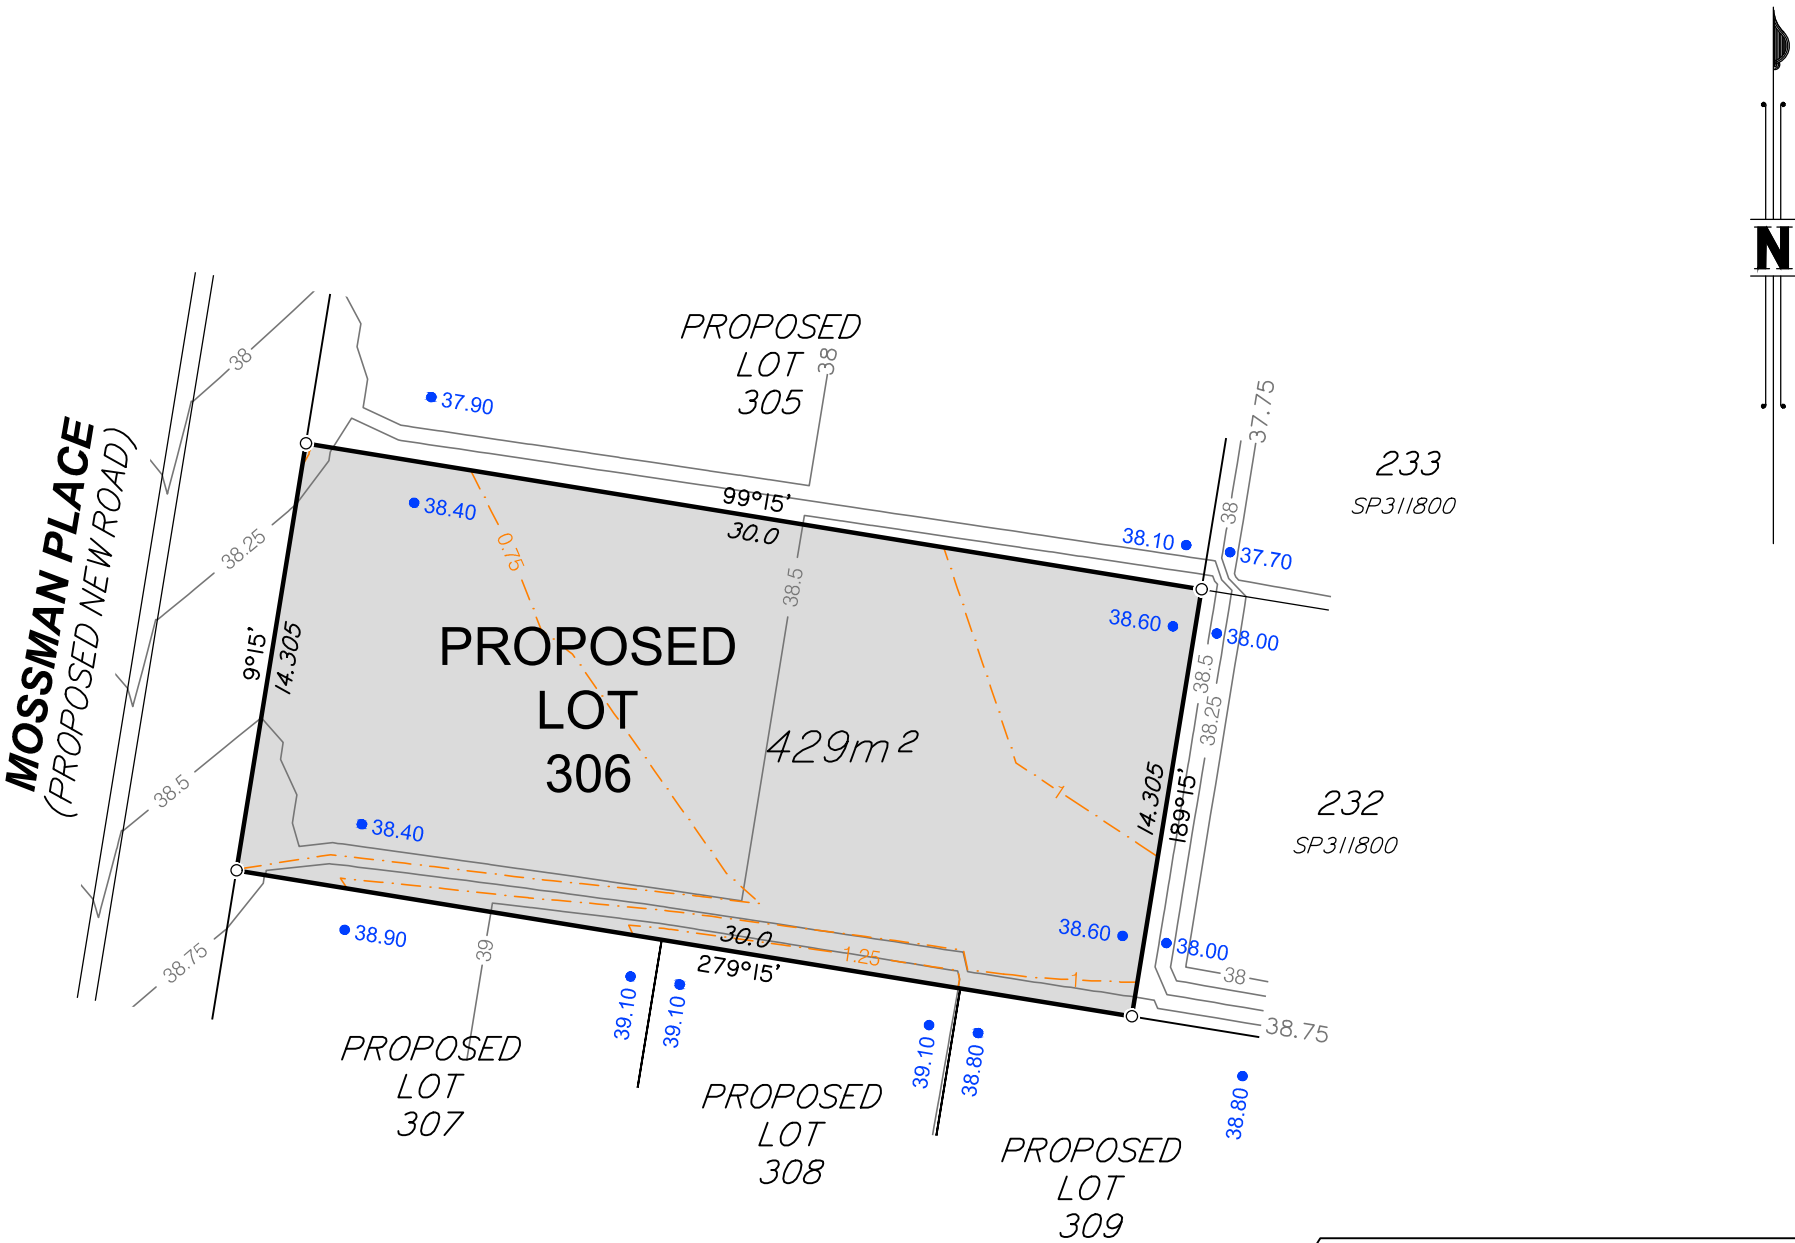 N
PROPOSED
LOT
305
38
37.90
38
37.75
233
SP311800
MOSSMAN PLACE
(PROPOSED NEW ROAD)
38.25
38.40
0.75
99°15'
30.0
38.5
38.10
38
37.70
38.60
38.00
9°15'
14.305
PROPOSED
LOT
306
429m²
38.5
38.25
1
14.305
189°15'
232
SP311800
38.5
38.40
38.90
39
38.75
30.0
279°15'
1.25
38.60
38.00
1
38
38.75
39.10
39.10
39.10
38.80
38.80
PROPOSED
LOT
307
PROPOSED
LOT
308
PROPOSED
LOT
309